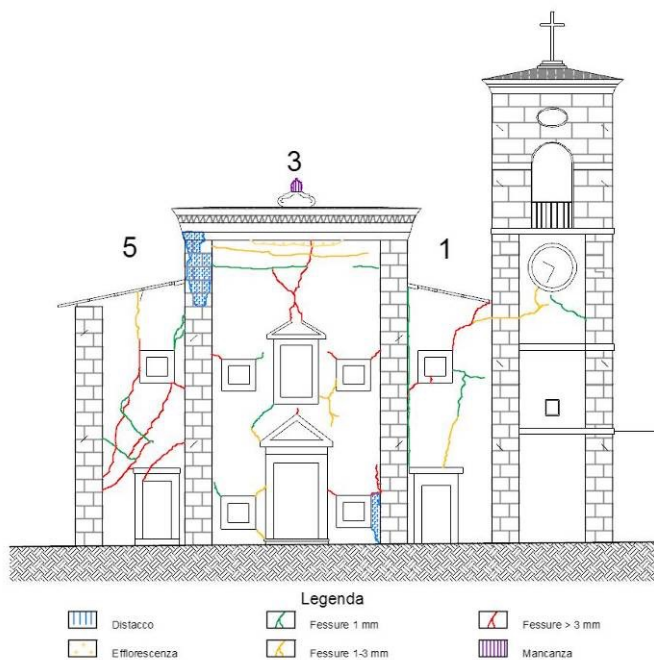 3
5
1
Legenda
Distacco
Fessure 1 mm
Fessure > 3 mm
Efflorescenza
Fessure 1-3 mm
Mancanza